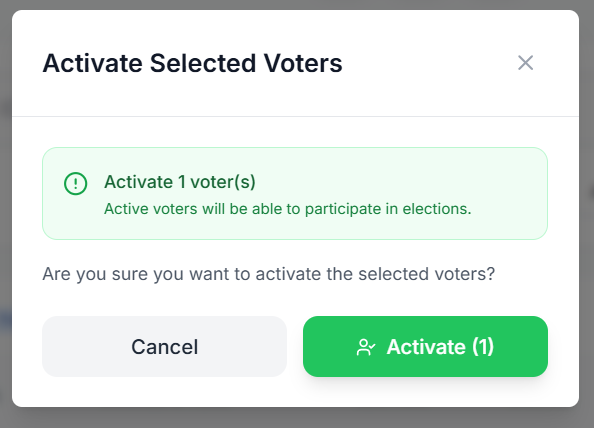 Activate Selected Voters
Activate 1 voter(s)
Active voters will be able to participate in elections.
Are you sure you want to activate the selected voters?
Cancel
Activate (1)